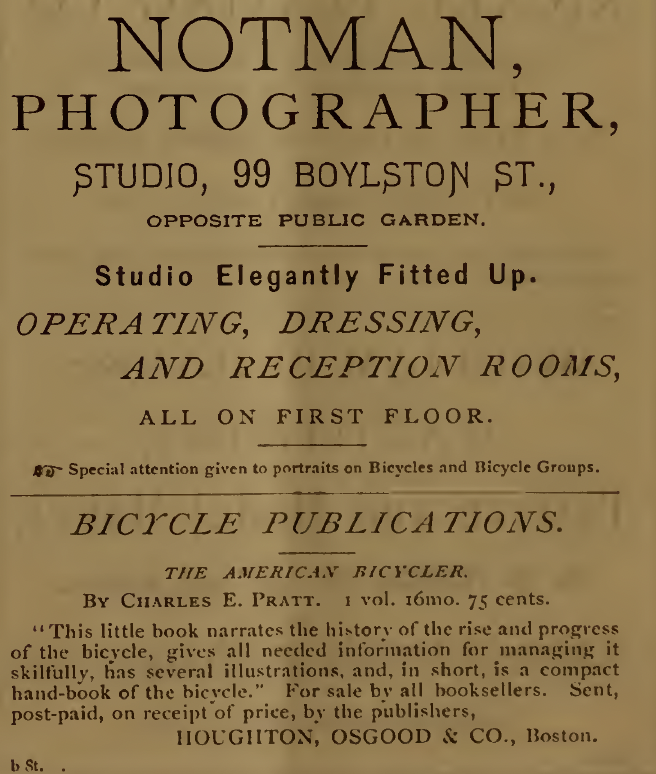 NOTMAN,
PHOTOGRAPHER,
STUDIO, 99 BOYLSTON ST.,
OPPOSITE PUBLIC GARDEN.
Studio Elegantly Fitted Up.
OPERATING, DRESSING,
AND RECEPTION ROOMS,
ALL ON FIRST FLOOR.
☞ Special attention given to portraits on Bicycles and Bicycle Groups.
BICYCLE PUBLICATIONS.
THE AMERICAN BICYCLER.
BY CHARLES E. PRATT. 1 vol. 16mo. 75 cents.
"This little book narrates the history of the rise and progress
of the bicycle, gives all needed information for managing it
skilfully, has several illustrations, and, in short, is a compact
hand-book of the bicycle." For sale by all booksellers. Sent,
post-paid, on receipt of price, by the publishers,
HOUGHTON, OSGOOD & CO., Boston.
b St. .